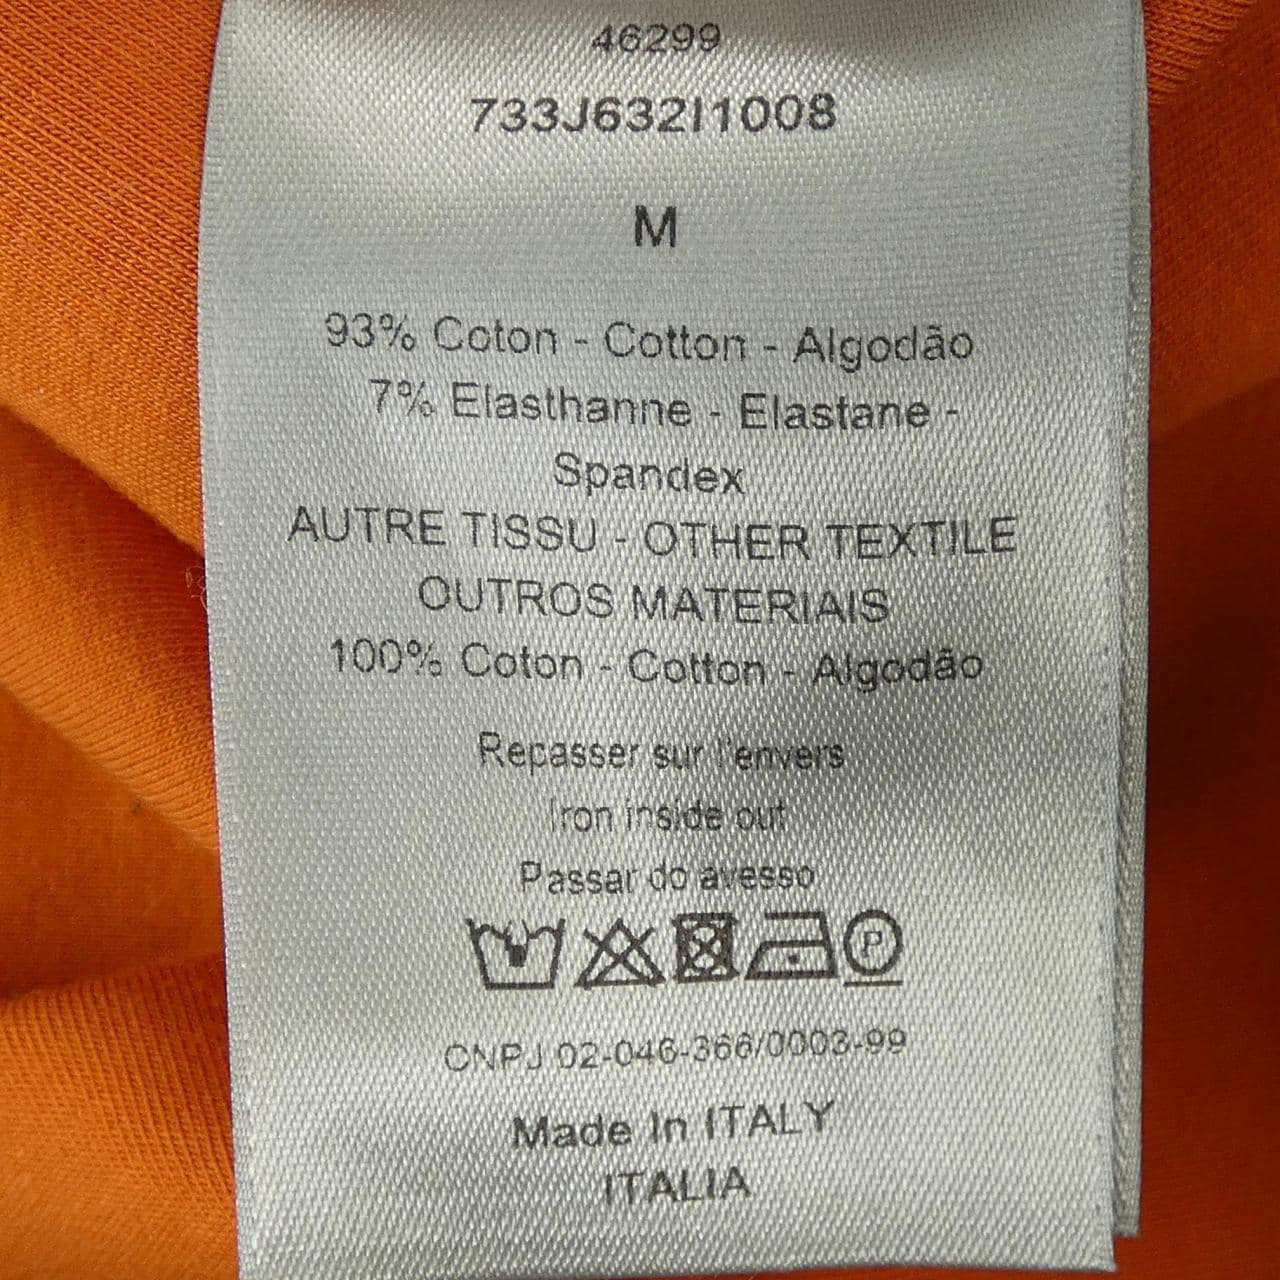 46299
733J632I1008
M
93% Coton - Cotton - Algodão
7% Elasthanne - Elastane -
Spandex
AUTRE TISSU - OTHER TEXTILE
OUTROS MATERIAIS
100% Coton - Cotton - Algodão
Repasser sur l'envers
Iron inside out
Passar do avesso
P
CNPJ 02-046-366/0003-99
Made In ITALY
ITALIA